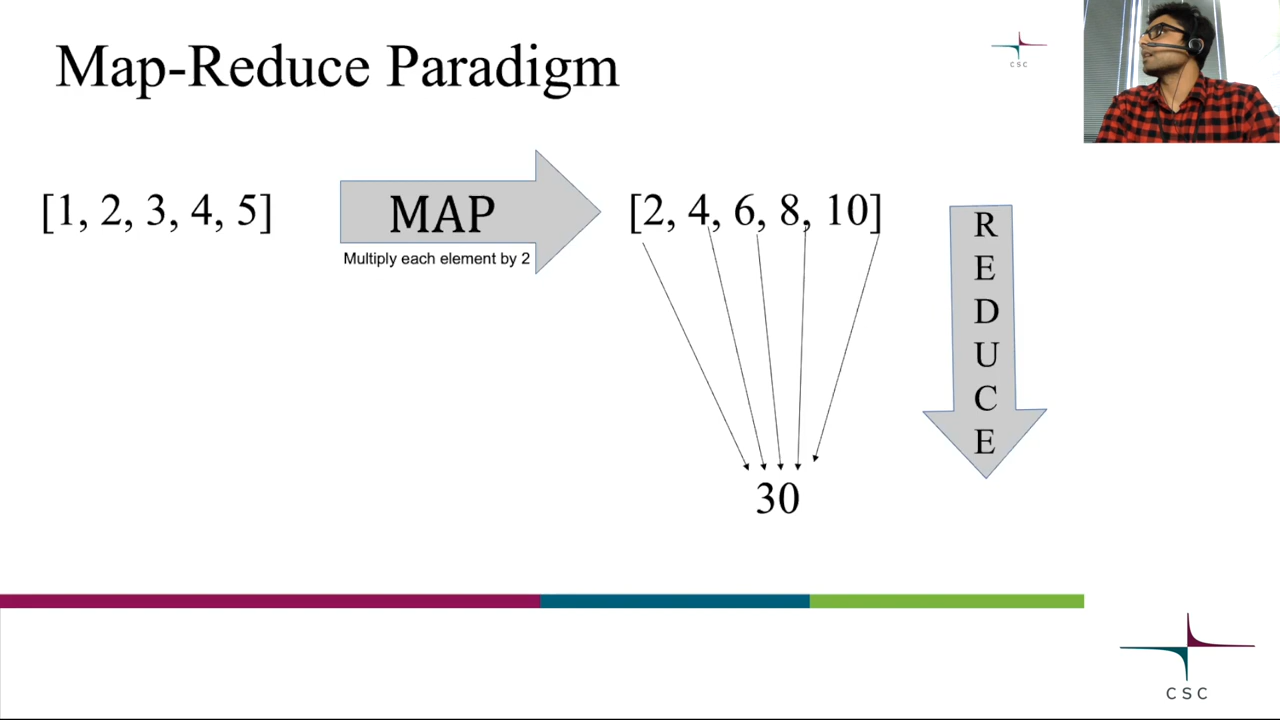 Map-Reduce Paradigm
CSC
[1, 2, 3, 4, 5]
MAP
Multiply each element by 2
[2, 4, 6, 8, 10]
R
E
D
U
C
E
30
CSC